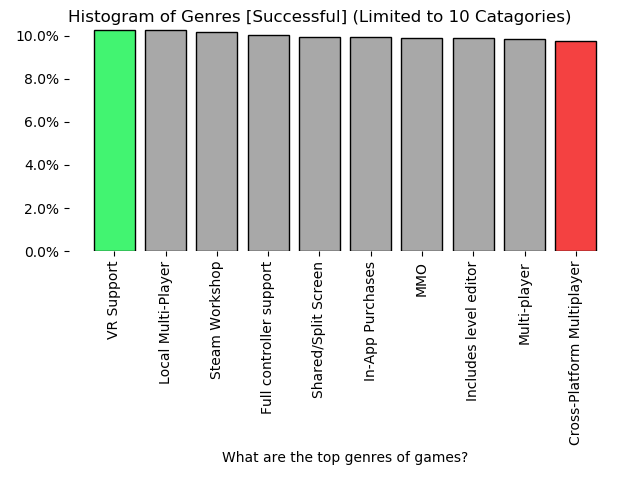 Histogram of Genres [Successful] (Limited to 10 Catagories)
10.0%
8.0%
6.0%
4.0%
2.0%
0.0%
VR Support
Local Multi-Player
Steam Workshop
Full controller support
Shared/Split Screen
In-App Purchases
MMO
Includes level editor
Multi-player
Cross-Platform Multiplayer
What are the top genres of games?